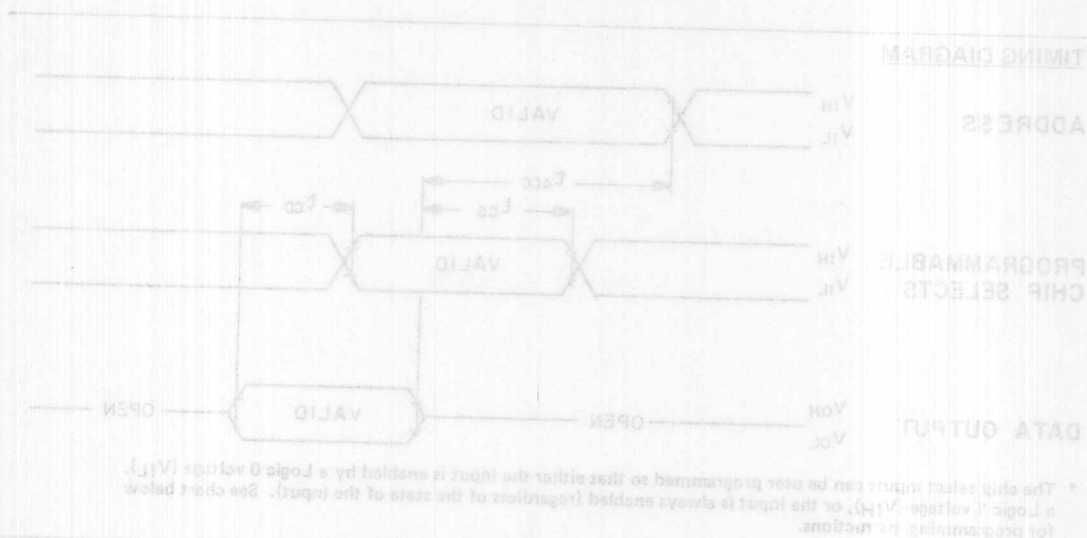 TIMING DIAGRAM
ADDRESS
VIH
VIL
VALID
tACC
tCS
tCD
PROGRAMMABLE
CHIP SELECTS
VIH
VIL
VALID
DATA OUTPUT
VOH
VOL
OPEN
VALID
OPEN
* The chip select inputs can be user programmed so that either the input is enabled by a Logic 0 voltage (VIL),
a Logic 1 voltage (VIH), or the input is always enabled (regardless of the state of the input). See chart below
for programming instructions.